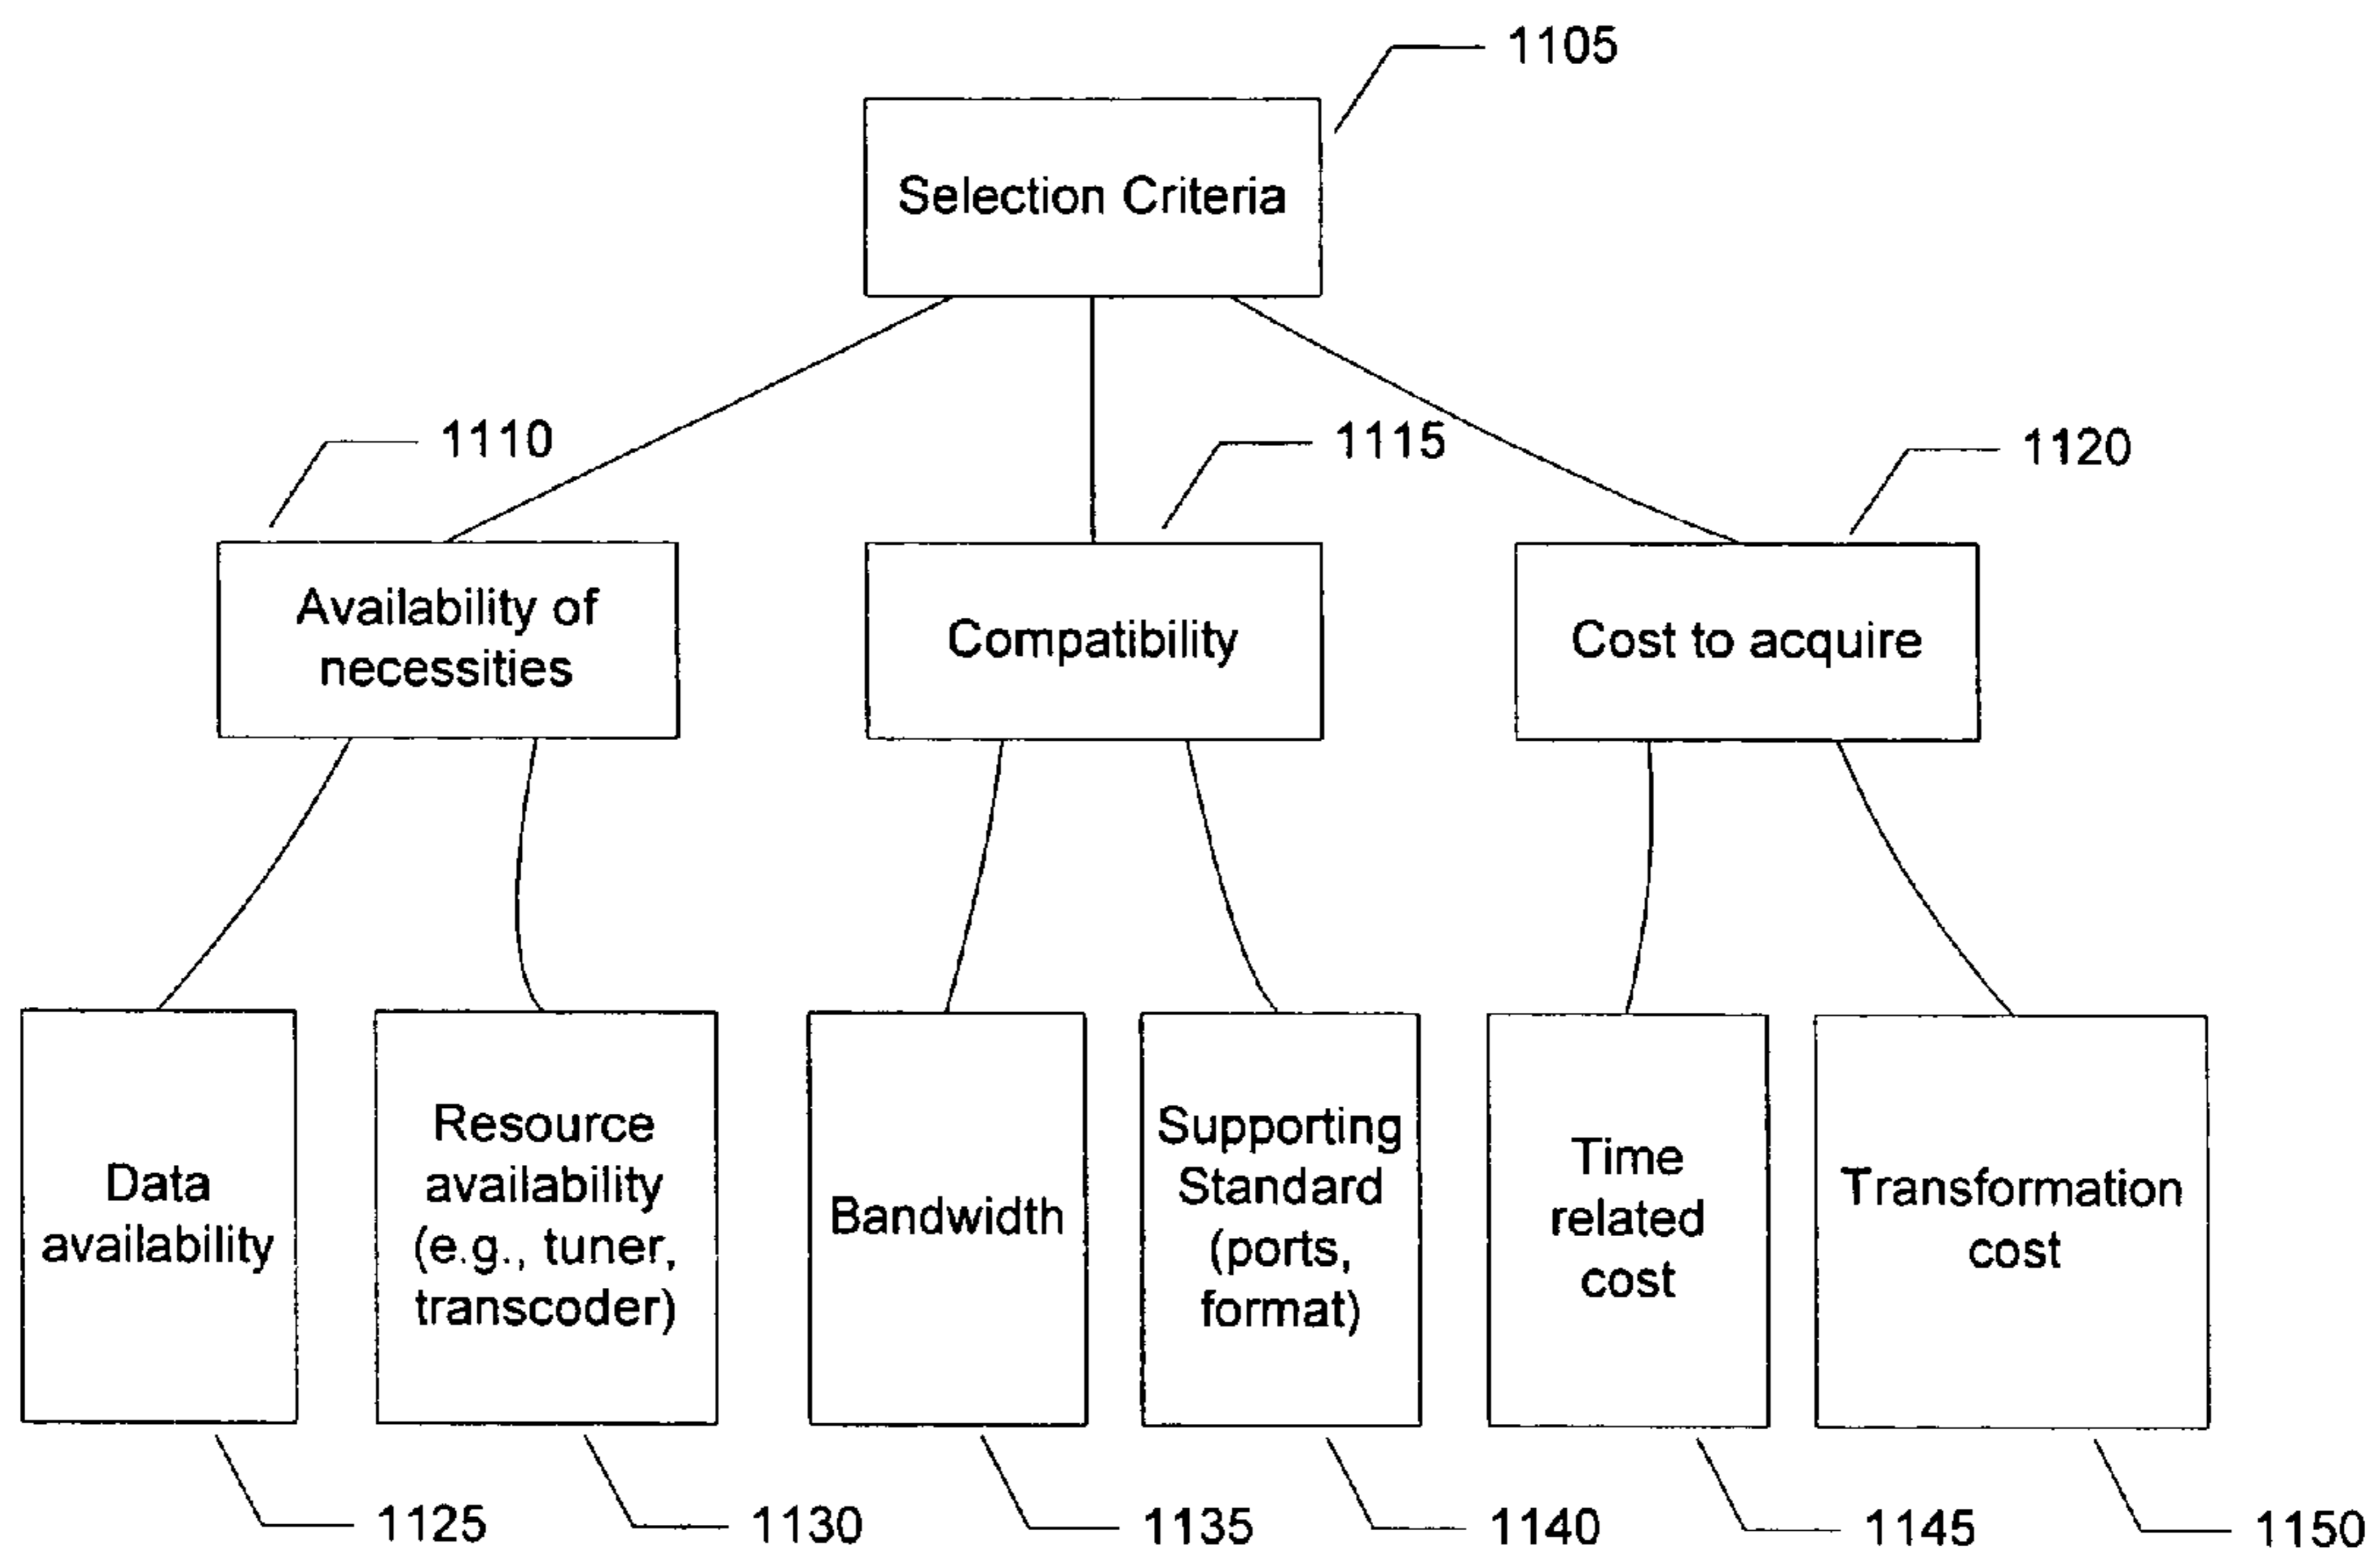 1105
Selection Criteria
1110
1115
1120
Availability of
necessities
Compatibility
Cost to acquire
Data
availability
Resource
availability
(e.g., tuner,
transcoder)
Bandwidth
Supporting
Standard
(ports,
format)
Time
related
cost
Transformation
cost
1125
1130
1135
1140
1145
1150